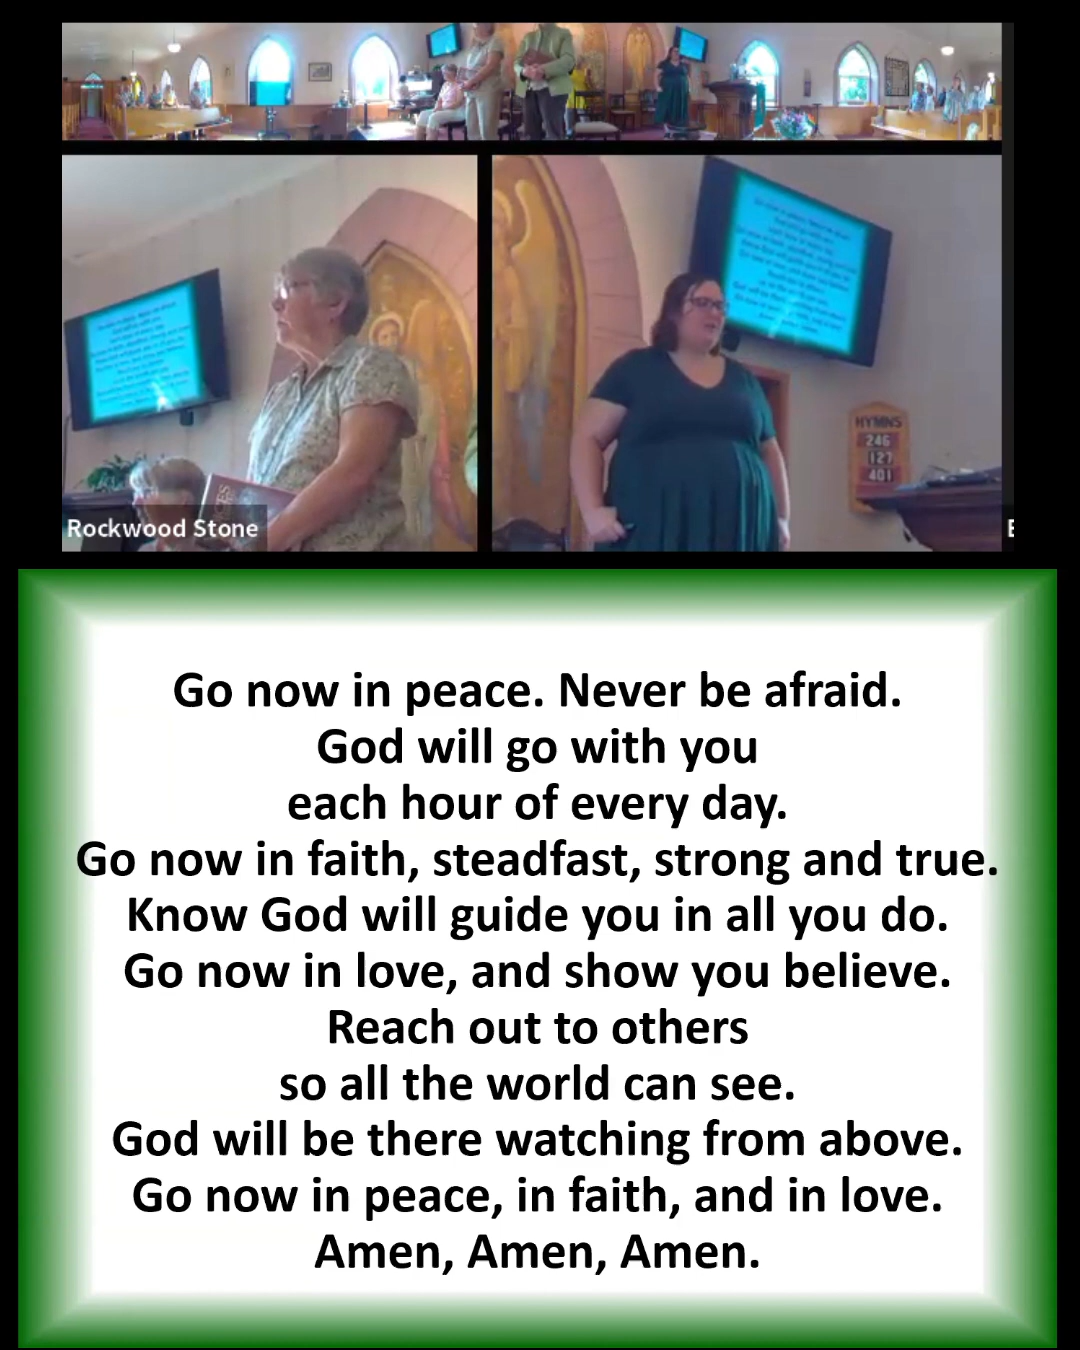 HYMNS
246
127
401
Rockwood Stone
Go now in peace. Never be afraid.
God will go with you
each hour of every day.
Go now in faith, steadfast, strong and true.
Know God will guide you in all you do.
Go now in love, and show you believe.
Reach out to others
so all the world can see.
God will be there watching from above.
Go now in peace, in faith, and in love.
Amen, Amen, Amen.